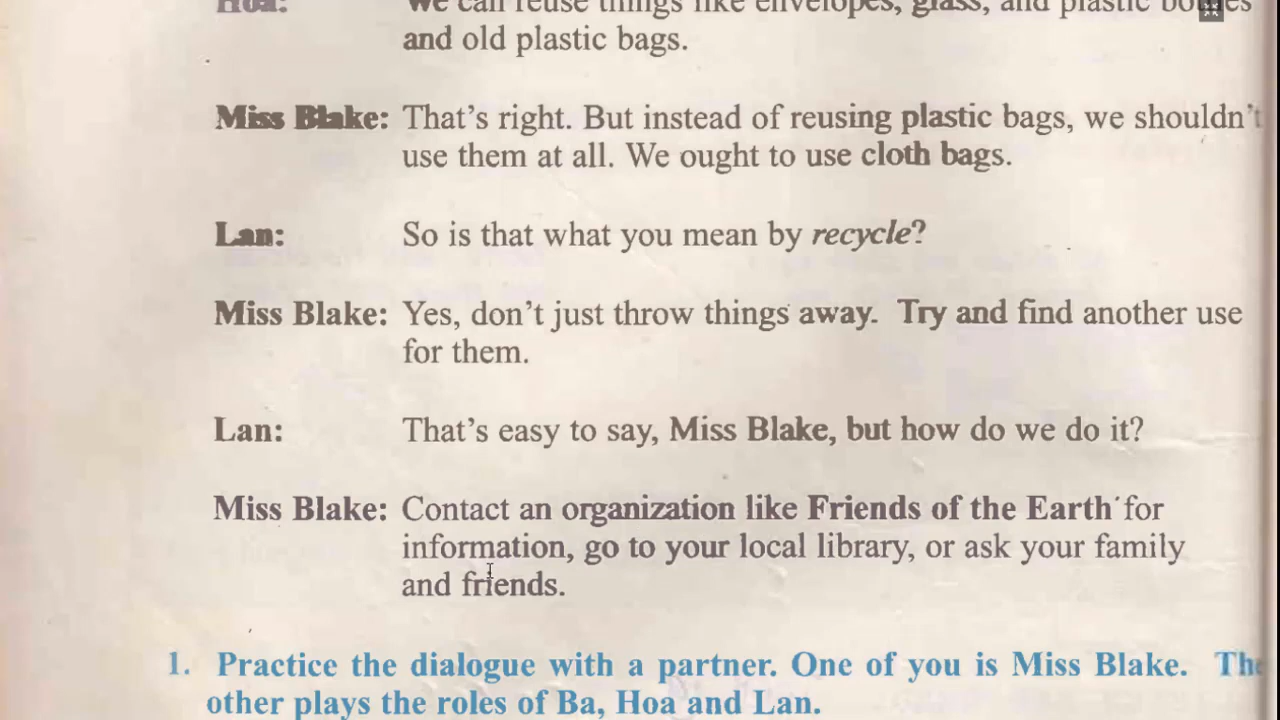 Hoa: We can reuse things like envelopes, glass, and plastic bottles
and old plastic bags.
Miss Blake: That's right. But instead of reusing plastic bags, we shouldn't
use them at all. We ought to use cloth bags.
Lan: So is that what you mean by recycle?
Miss Blake: Yes, don't just throw things away. Try and find another use
for them.
Lan: That's easy to say, Miss Blake, but how do we do it?
Miss Blake: Contact an organization like Friends of the Earth for
information, go to your local library, or ask your family
and friends.
1. Practice the dialogue with a partner. One of you is Miss Blake. The
other plays the roles of Ba, Hoa and Lan.